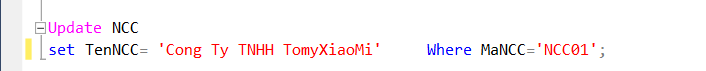 Update NCC
set TenNCC= 'Cong Ty TNHH TomyXiaoMi' Where MaNCC='NCC01';